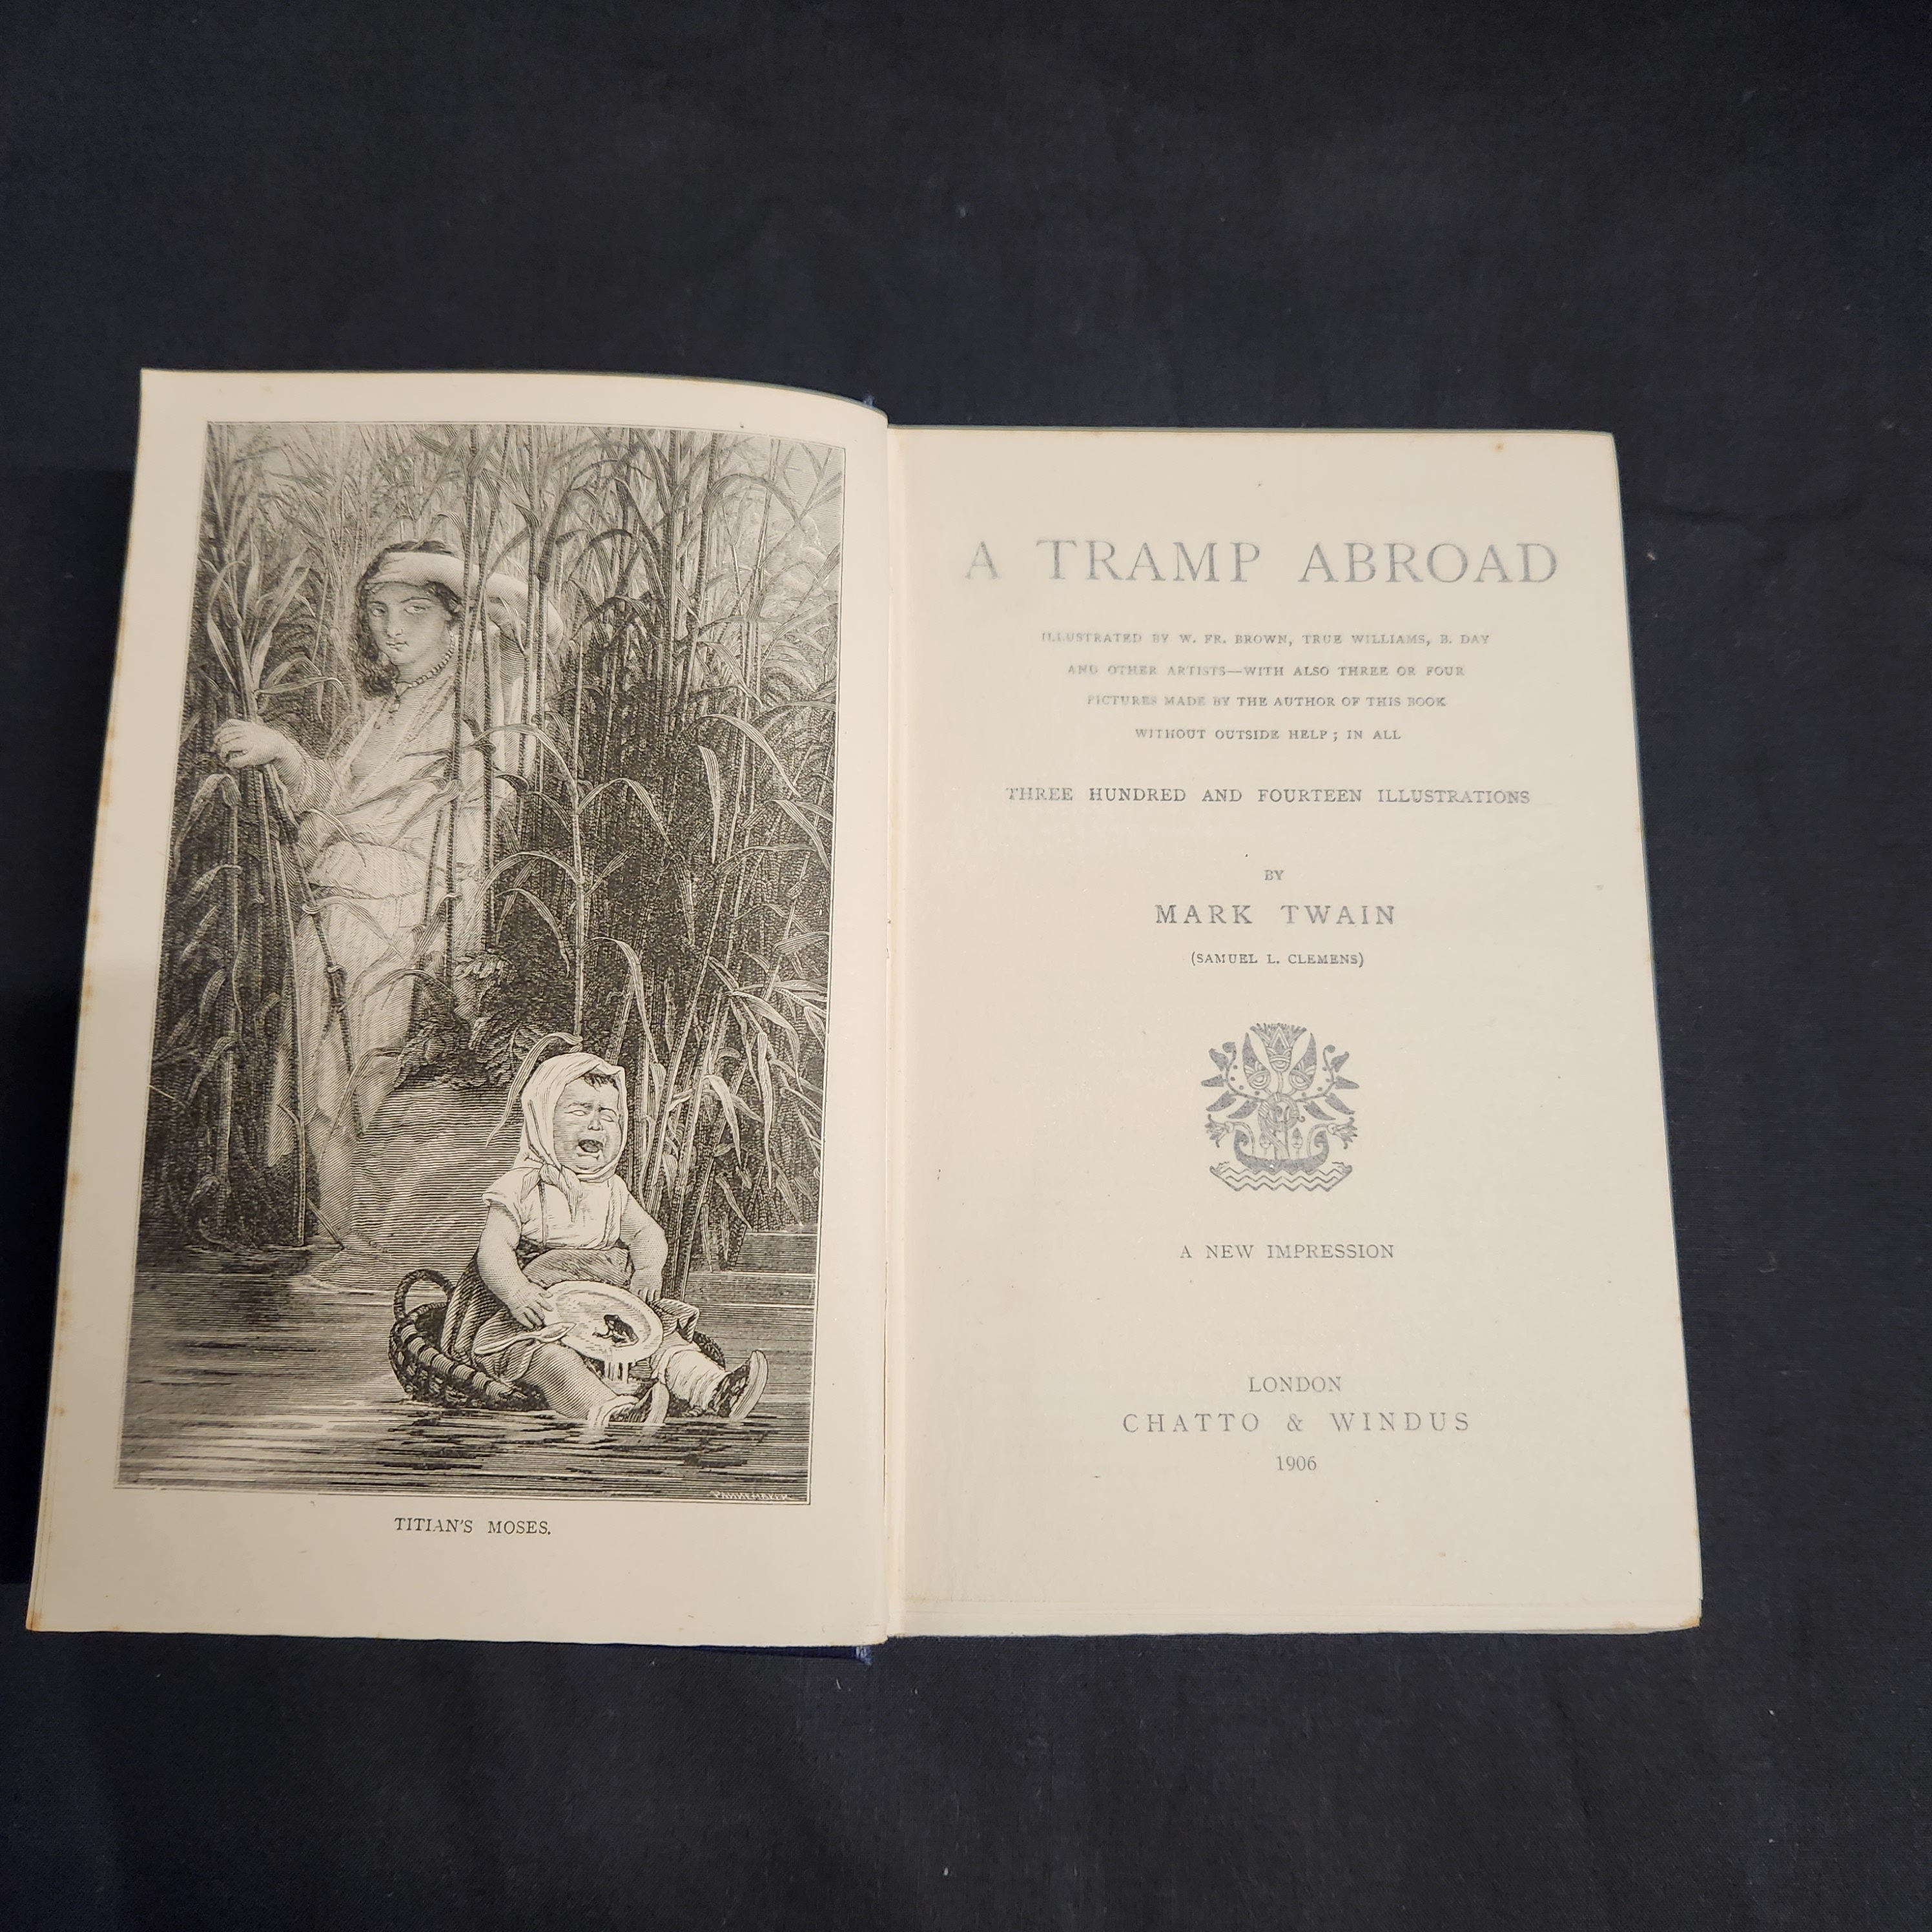 PANNEMAKER
TITIAN'S MOSES.
A TRAMP ABROAD
ILLUSTRATED BY W. FR. BROWN, TRUE WILLIAMS, B. DAY
AND OTHER ARTISTS—WITH ALSO THREE OR FOUR
PICTURES MADE BY THE AUTHOR OF THIS BOOK
WITHOUT OUTSIDE HELP; IN ALL
THREE HUNDRED AND FOURTEEN ILLUSTRATIONS
BY
MARK TWAIN
(SAMUEL L. CLEMENS)
A NEW IMPRESSION
LONDON
CHATTO & WINDUS
1906